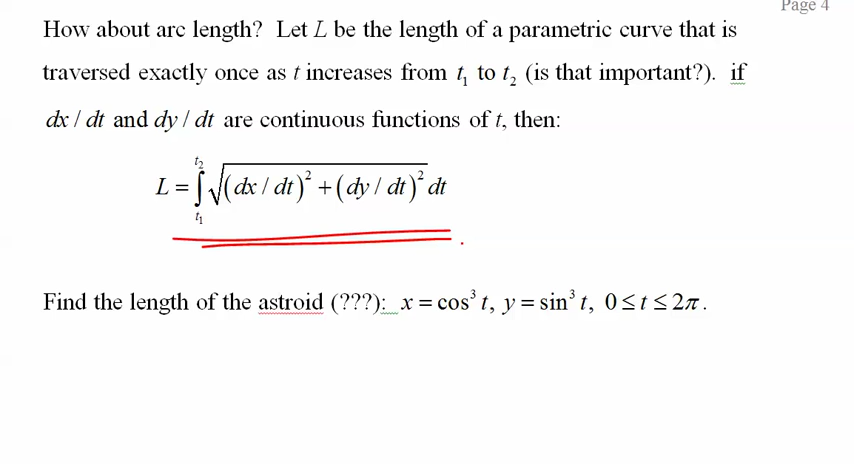 Page 4
How about arc length?  Let L be the length of a parametric curve that is
traversed exactly once as t increases from t₁ to t₂ (is that important?).  if
dx / dt and dy / dt are continuous functions of t, then:
L = ∫_{t₁}^{t₂} √((dx / dt)² + (dy / dt)²) dt
Find the length of the astroid (???):  x = cos³ t, y = sin³ t, 0 ≤ t ≤ 2π.